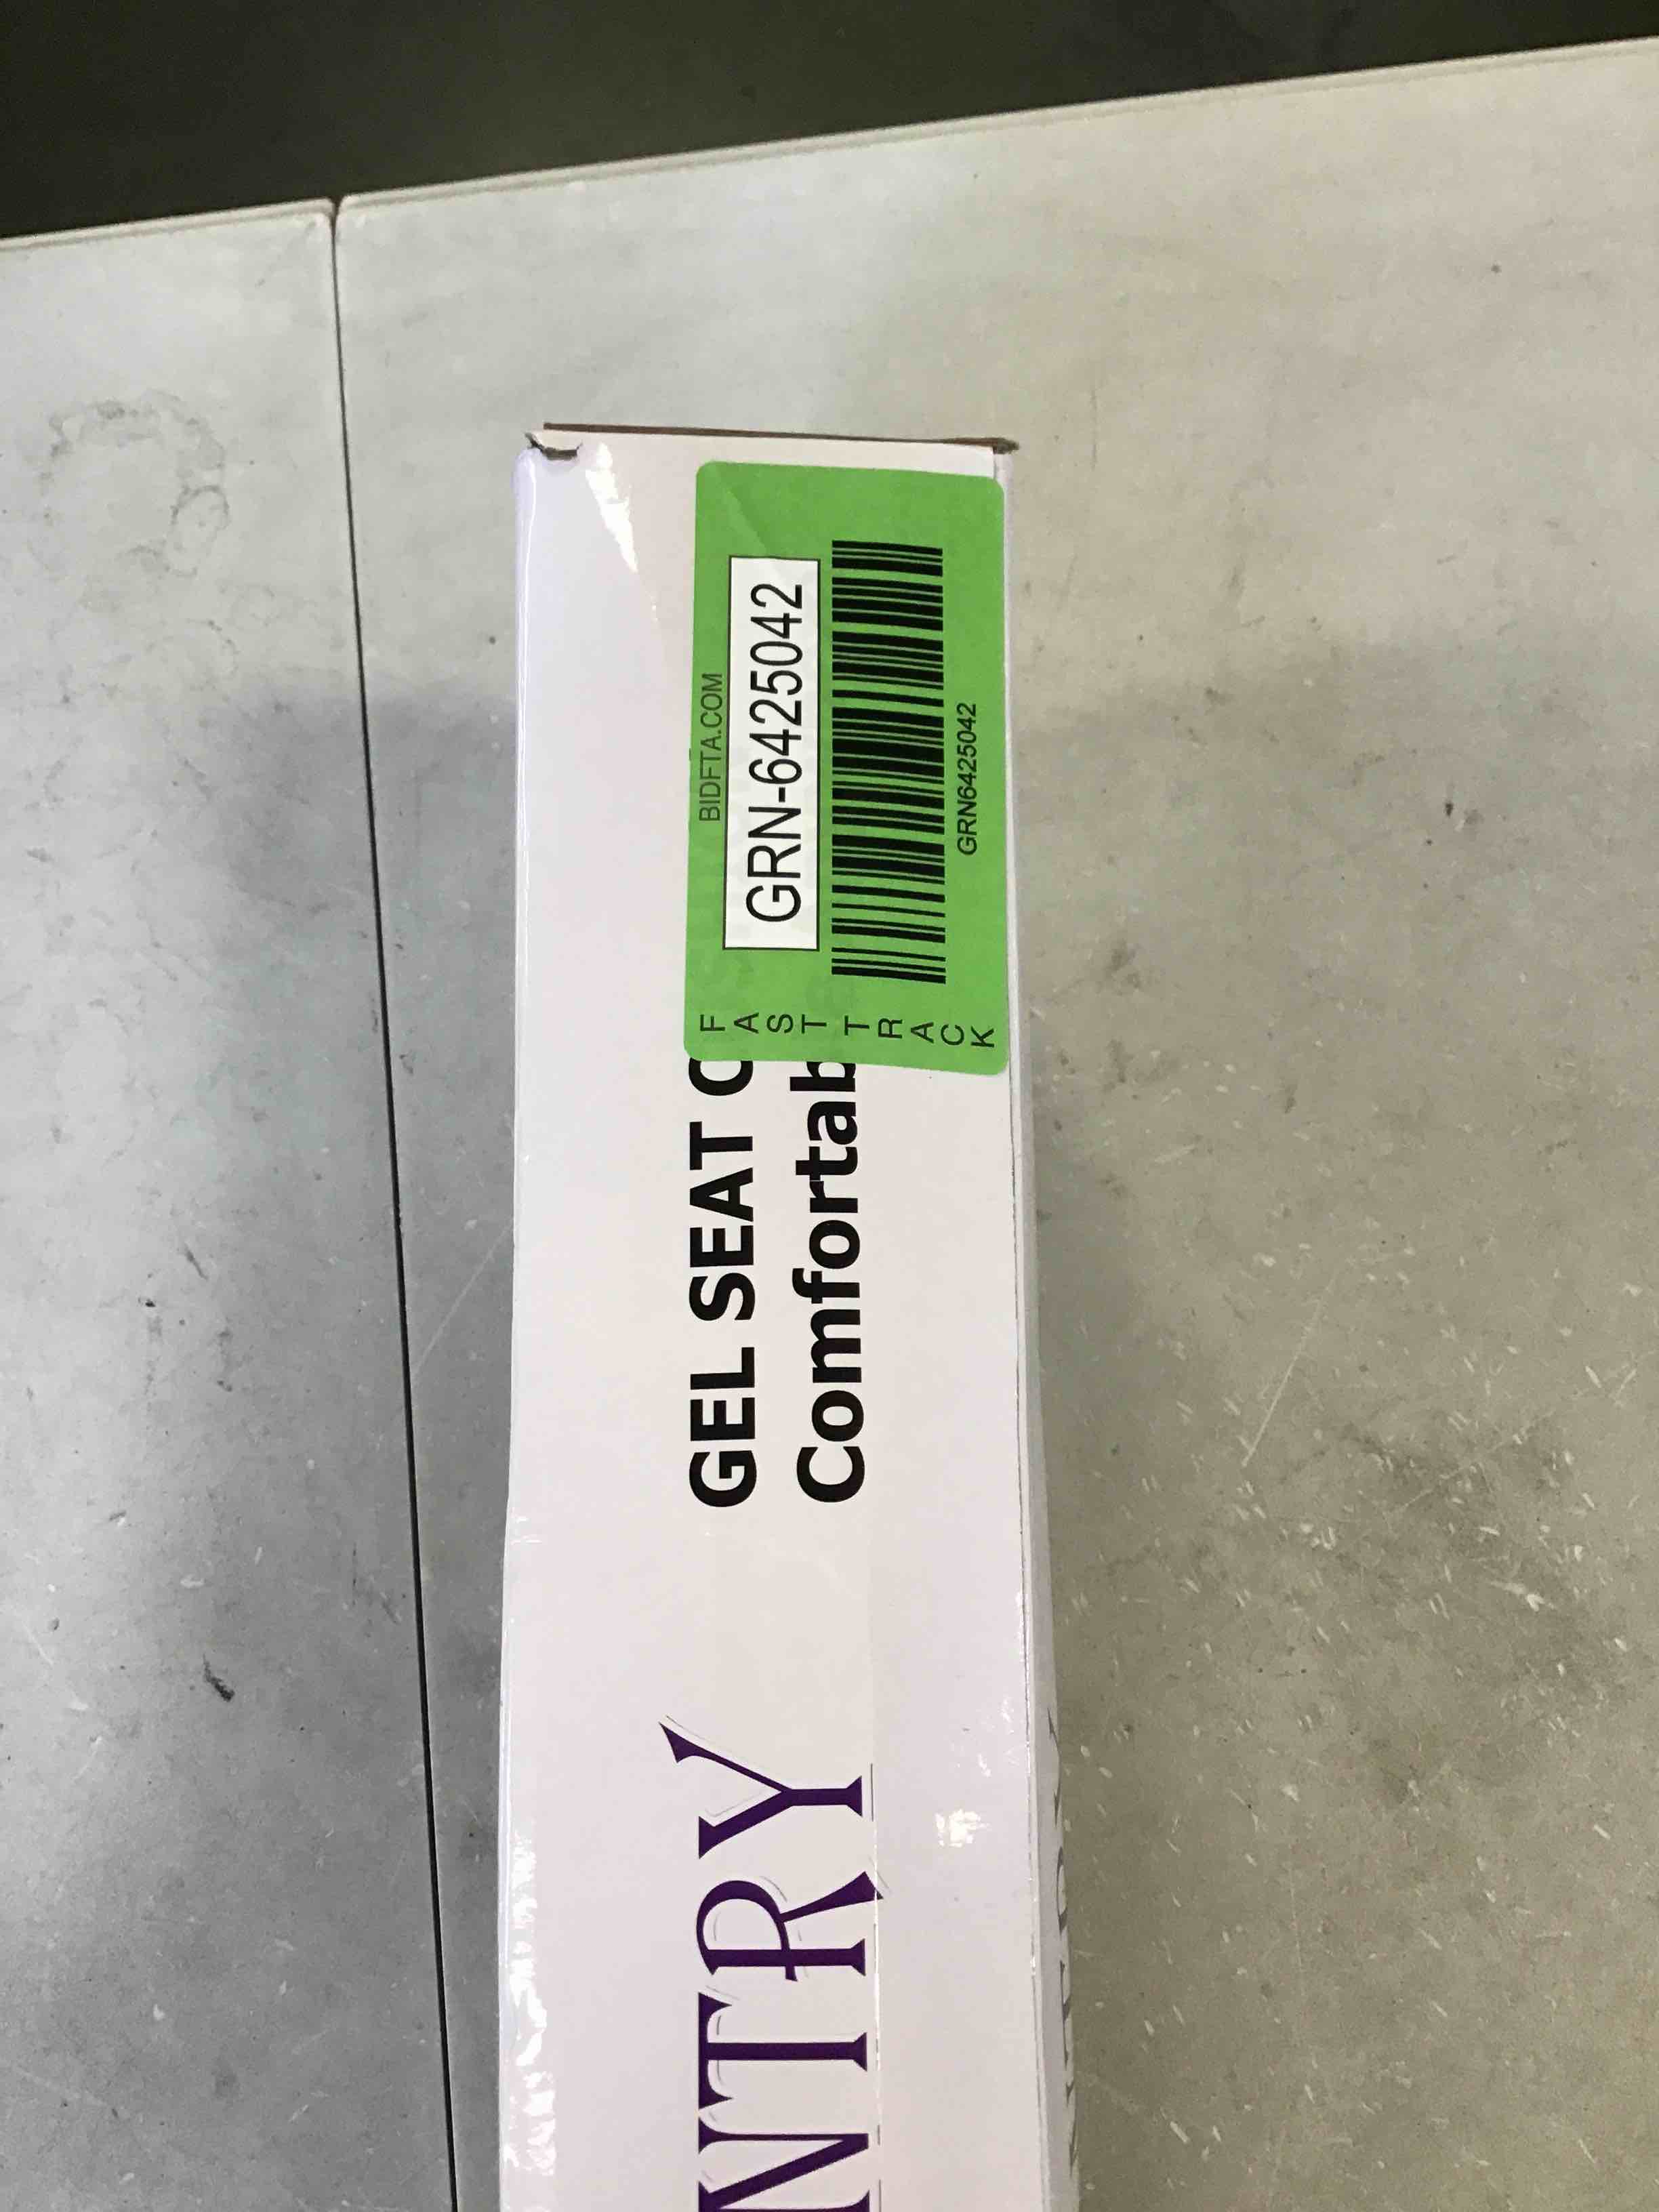 BIDFTA.COM
GRN-6425042
GRN6425042
FAST TRACK
GEL SEAT C
Comfortab
NTRY